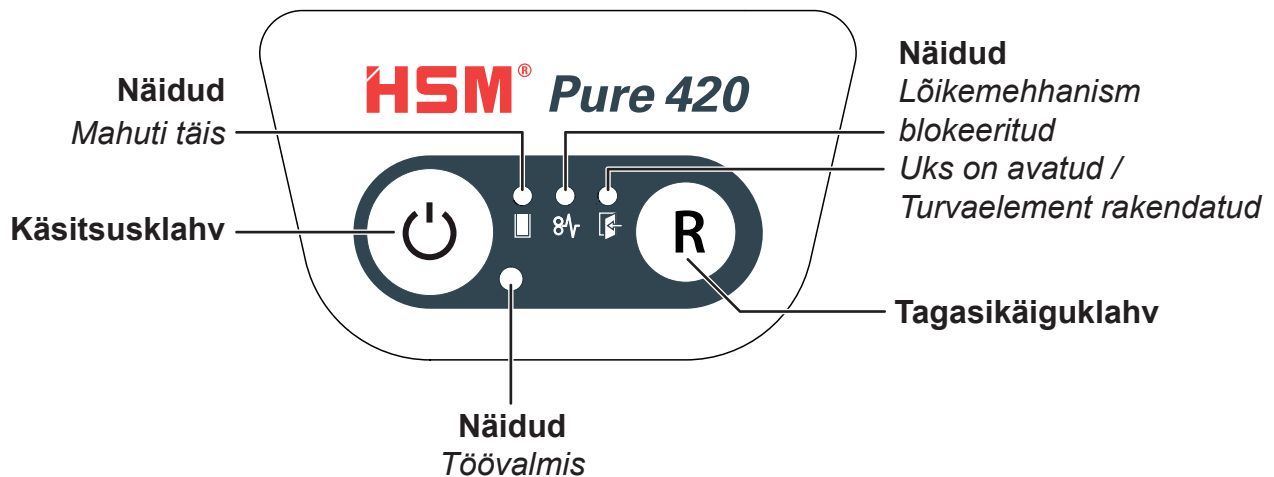 HSM® Pure 420
Näidud
Mahuti täis
Käsitsusklahv
Näidud
Lõikemehhanism
blokeeritud
Uks on avatud /
Turvaelement rakendatud
R
Tagasikäiguklahv
Näidud
Töövalmis